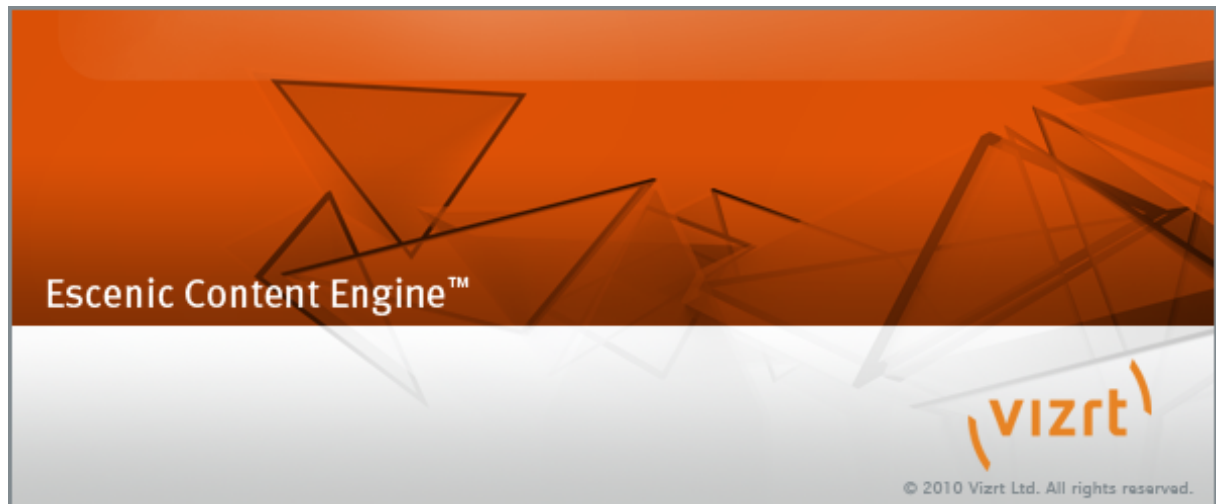 Escenic Content Engine™
vizrt
© 2010 Vizrt Ltd. All rights reserved.